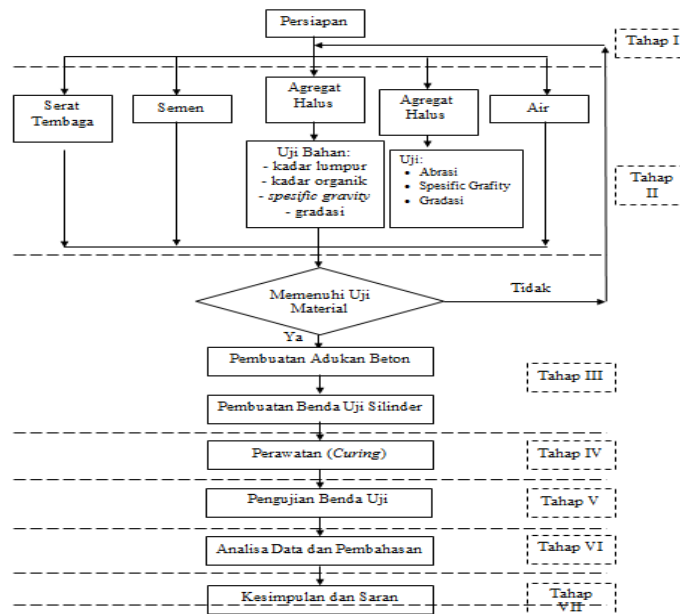 Persiapan
Tahap I
Serat
Tembaga
Semen
Agregat
Halus
Agregat
Halus
Air
Uji Bahan:
- kadar lumpur
- kadar organik
- spesific gravity
- gradasi
Uji:
• Abrasi
• Spesific Grafity
• Gradasi
Tahap
II
Memenuhi Uji
Material
Tidak
Ya
Pembuatan Adukan Beton
Pembuatan Benda Uji Silinder
Tahap III
Perawatan (Curing)
Tahap IV
Pengujian Benda Uji
Tahap V
Analisa Data dan Pembahasan
Tahap VI
Kesimpulan dan Saran
Tahap
VII